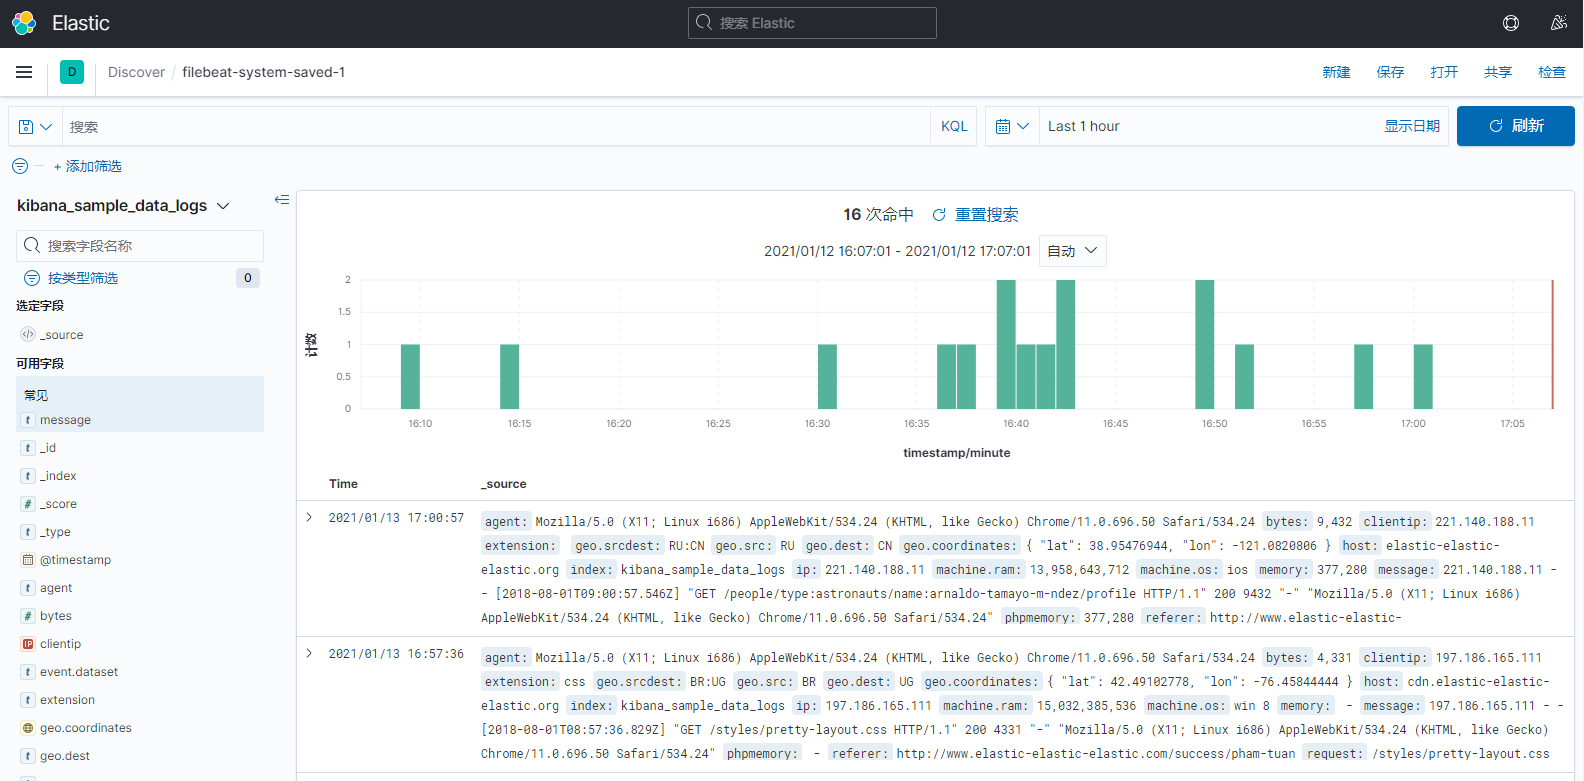 Elastic
搜索 Elastic
D
Discover / filebeat-system-saved-1
新建 保存 打开 共享 检查
搜索
KQL
Last 1 hour
显示日期
刷新
+ 添加筛选
kibana_sample_data_logs
搜索字段名称
按类型筛选 0
选定字段
_source
可用字段
常见
t message
t _id
t _index
# _score
t _type
@timestamp
t agent
# bytes
IP clientip
t event.dataset
t extension
geo.coordinates
t geo.dest
16 次命中 重置搜索
2021/01/12 16:07:01 - 2021/01/12 17:07:01 自动
计数
2
1.5
1
0.5
0
16:10 16:15 16:20 16:25 16:30 16:35 16:40 16:45 16:50 16:55 17:00 17:05
timestamp/minute
Time _source
2021/01/13 17:00:57
agent: Mozilla/5.0 (X11; Linux i686) AppleWebKit/534.24 (KHTML, like Gecko) Chrome/11.0.696.50 Safari/534.24 bytes: 9,432 clientip: 221.140.188.11
extension: geo.srcdest: RU:CN geo.src: RU geo.dest: CN geo.coordinates: { "lat": 38.95476944, "lon": -121.0820806 } host: elastic-elastic-
elastic.org index: kibana_sample_data_logs ip: 221.140.188.11 machine.ram: 13,958,643,712 machine.os: ios memory: 377,280 message: 221.140.188.11 -
- [2018-08-01T09:00:57.546Z] "GET /people/type:astronauts/name:arnaldo-tamayo-m-ndez/profile HTTP/1.1" 200 9432 "-" "Mozilla/5.0 (X11; Linux i686)
AppleWebKit/534.24 (KHTML, like Gecko) Chrome/11.0.696.50 Safari/534.24" phpmemory: 377,280 referer: http://www.elastic-elastic-
2021/01/13 16:57:36
agent: Mozilla/5.0 (X11; Linux i686) AppleWebKit/534.24 (KHTML, like Gecko) Chrome/11.0.696.50 Safari/534.24 bytes: 4,331 clientip: 197.186.165.111
extension: css geo.srcdest: BR:UG geo.src: BR geo.dest: UG geo.coordinates: { "lat": 42.49102778, "lon": -76.45844444 } host: cdn.elastic-elastic-
elastic.org index: kibana_sample_data_logs ip: 197.186.165.111 machine.ram: 15,032,385,536 machine.os: win 8 memory: - message: 197.186.165.111 - -
[2018-08-01T08:57:36.829Z] "GET /styles/pretty-layout.css HTTP/1.1" 200 4331 "-" "Mozilla/5.0 (X11; Linux i686) AppleWebKit/534.24 (KHTML, like Gecko)
Chrome/11.0.696.50 Safari/534.24" phpmemory: - referer: http://www.elastic-elastic-elastic.com/success/pham-tuan request: /styles/pretty-layout.css